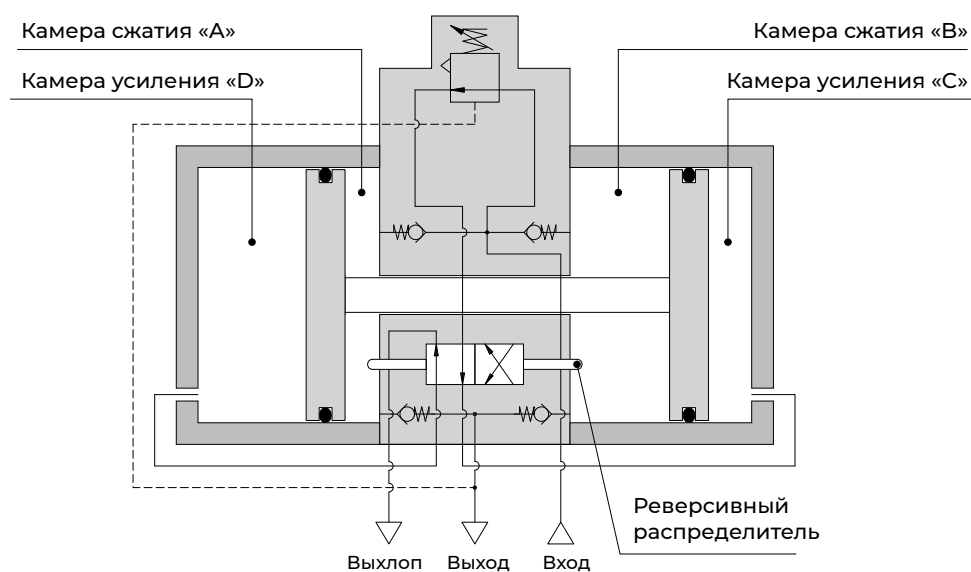 Камера сжатия «A»
Камера сжатия «B»
Камера усиления «D»
Камера усиления «C»
Реверсивный
распределитель
Выхлоп
Выход
Вход